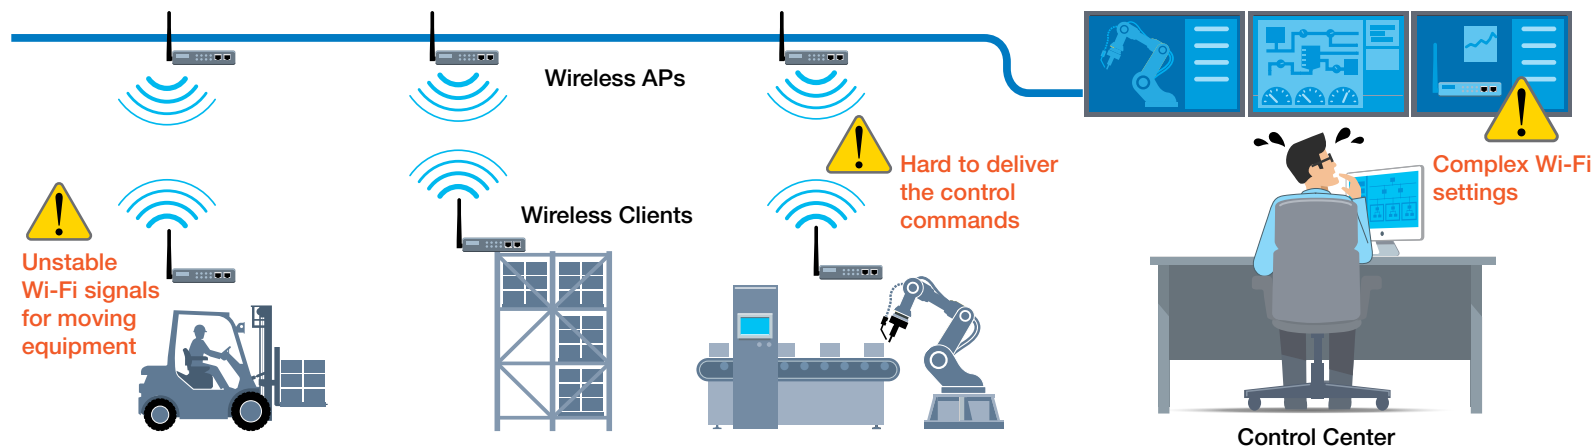 Wireless APs
Wireless Clients
Unstable
Wi-Fi signals
for moving
equipment
Hard to deliver
the control
commands
Complex Wi-Fi
settings
Control Center